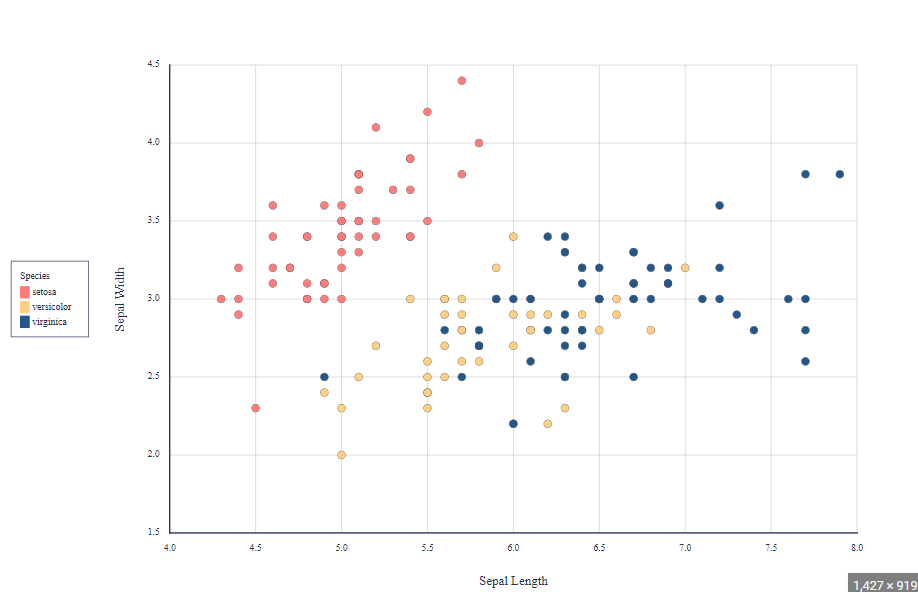 4.5
4.0
3.5
3.0
2.5
2.0
1.5
Sepal Width
Species
setosa
versicolor
virginica
4.0 4.5 5.0 5.5 6.0 6.5 7.0 7.5 8.0
Sepal Length
1,427 × 919